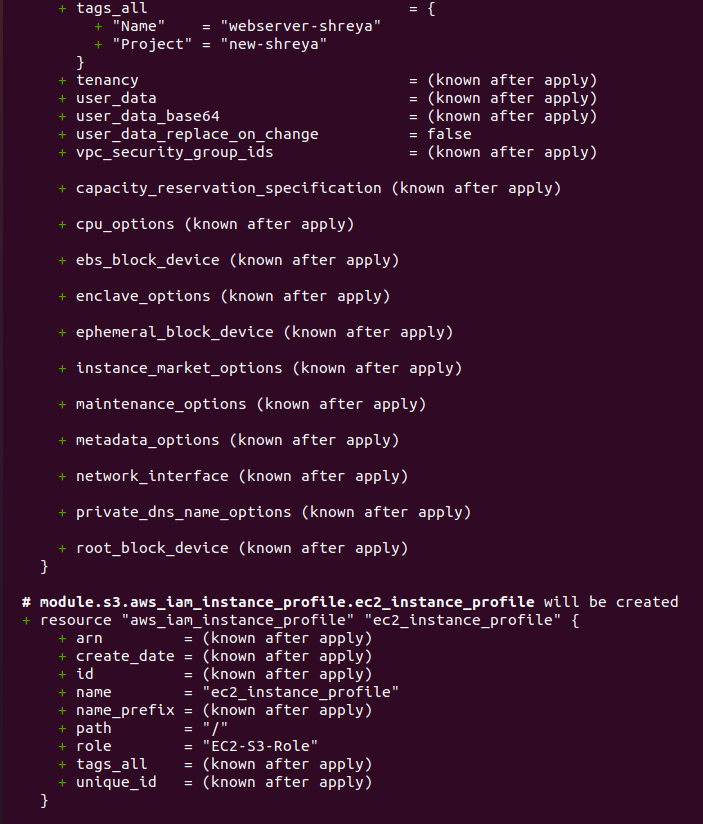 + tags_all = {
+ "Name" = "webserver-shreya"
+ "Project" = "new-shreya"
}
+ tenancy = (known after apply)
+ user_data = (known after apply)
+ user_data_base64 = (known after apply)
+ user_data_replace_on_change = false
+ vpc_security_group_ids = (known after apply)
+ capacity_reservation_specification (known after apply)
+ cpu_options (known after apply)
+ ebs_block_device (known after apply)
+ enclave_options (known after apply)
+ ephemeral_block_device (known after apply)
+ instance_market_options (known after apply)
+ maintenance_options (known after apply)
+ metadata_options (known after apply)
+ network_interface (known after apply)
+ private_dns_name_options (known after apply)
+ root_block_device (known after apply)
}
# module.s3.aws_iam_instance_profile.ec2_instance_profile will be created
+ resource "aws_iam_instance_profile" "ec2_instance_profile" {
+ arn = (known after apply)
+ create_date = (known after apply)
+ id = (known after apply)
+ name = "ec2_instance_profile"
+ name_prefix = (known after apply)
+ path = "/"
+ role = "EC2-S3-Role"
+ tags_all = (known after apply)
+ unique_id = (known after apply)
}